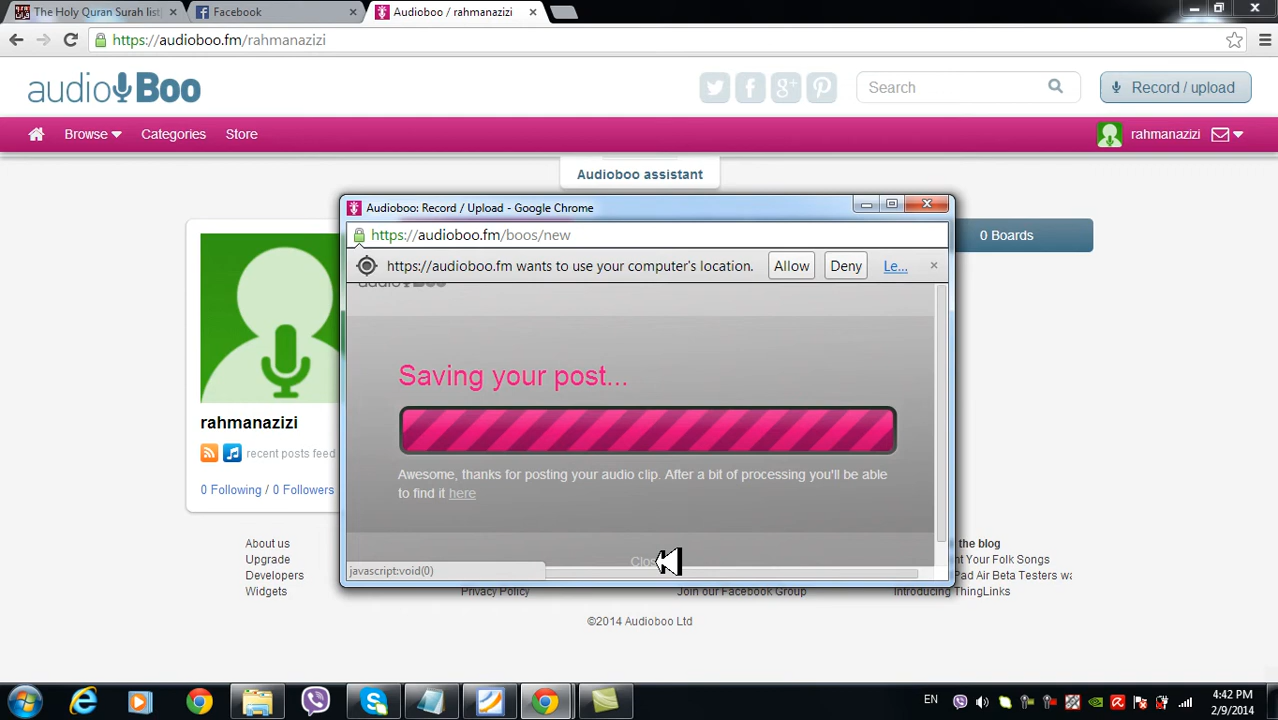 The Holy Quran Surah list
Facebook
Audioboo / rahmanazizi
https://audioboo.fm/rahmanazizi
audioBoo
Search
Record / upload
Browse
Categories
Store
rahmanazizi
Audioboo assistant
Audioboo: Record / Upload - Google Chrome
https://audioboo.fm/boos/new
0 Boards
https://audioboo.fm wants to use your computer's location.
Allow
Deny
Le...
audioBoo
Saving your post...
rahmanazizi
recent posts feed
Awesome, thanks for posting your audio clip. After a bit of processing you'll be able
to find it here
0 Following / 0 Followers
About us
Upgrade
Developers
Widgets
javascript:void(0)
Privacy Policy
Join our Facebook Group
the blog
nt Your Folk Songs
Pad Air Beta Testers wa
Introducing ThingLinks
©2014 Audioboo Ltd
EN
4:42 PM
2/9/2014